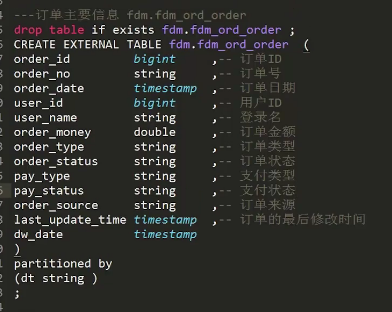 ---订单主要信息 fdm.fdm_ord_order
drop table if exists fdm.fdm_ord_order ;
CREATE EXTERNAL TABLE fdm.fdm_ord_order (
order_id bigint ,-- 订单ID
order_no string ,-- 订单号
order_date timestamp ,-- 订单日期
user_id bigint ,-- 用户ID
user_name string ,-- 登录名
order_money double ,-- 订单金额
order_type string ,-- 订单类型
order_status string ,-- 订单状态
pay_type string ,-- 支付类型
pay_status string ,-- 支付状态
order_source string ,-- 订单来源
last_update_time timestamp ,-- 订单的最后修改时间
dw_date timestamp
)
partitioned by
(dt string )
;